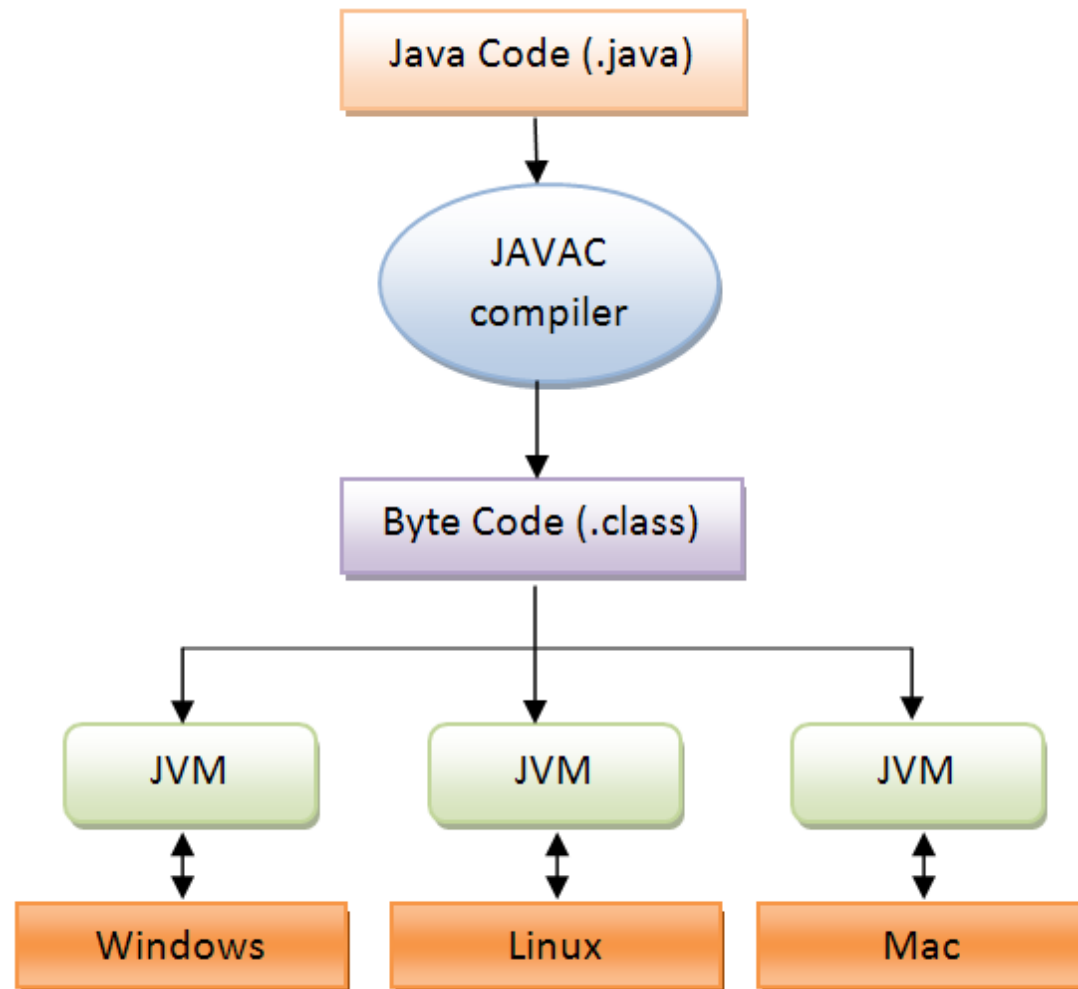 Java Code (.java)
JAVAC
compiler
Byte Code (.class)
JVM
JVM
JVM
Windows
Linux
Mac